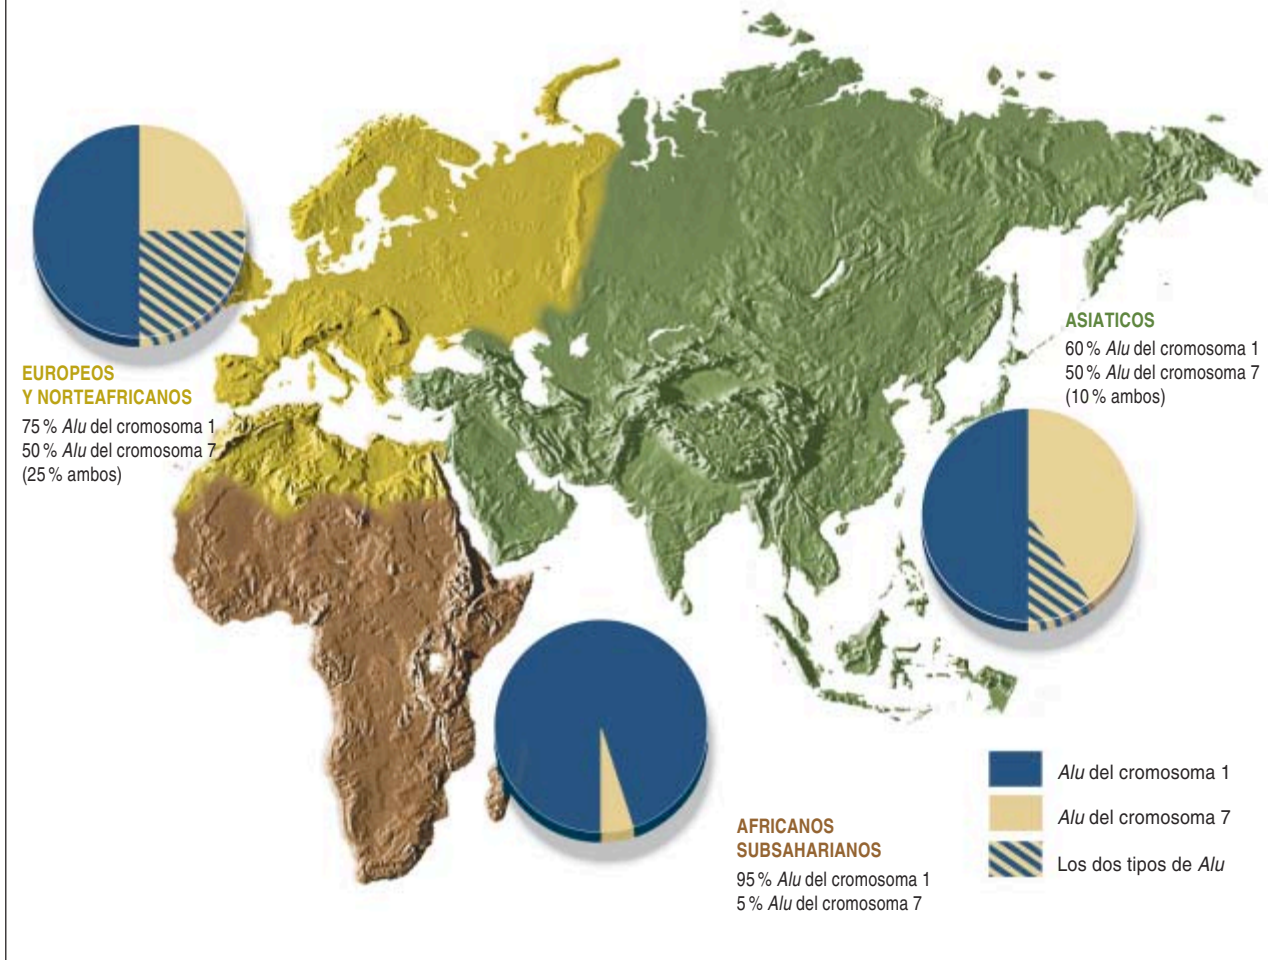 EUROPEOS
Y NORTEAFRICANOS
75 % Alu del cromosoma 1
50 % Alu del cromosoma 7
(25 % ambos)
ASIATICOS
60 % Alu del cromosoma 1
50 % Alu del cromosoma 7
(10 % ambos)
AFRICANOS
SUBSAHARIANOS
95 % Alu del cromosoma 1
5 % Alu del cromosoma 7
Alu del cromosoma 1
Alu del cromosoma 7
Los dos tipos de Alu